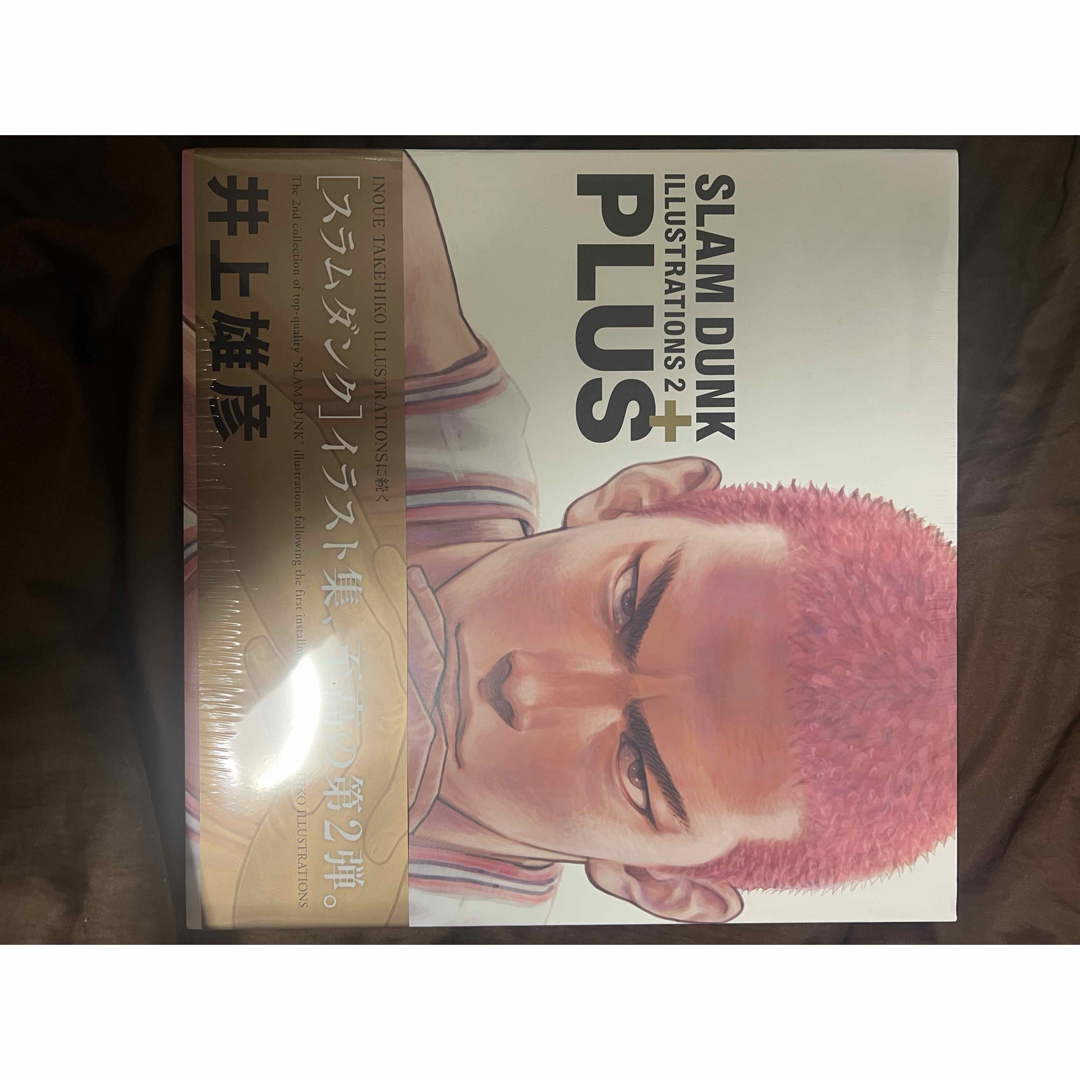 SLAM DUNK
ILLUSTRATIONS 2
PLUS
+
INOUE TAKEHIKO ILLUSTRATIONSに続く
[スラムダンク]イラスト集、の第2弾。
The 2nd collection of top-quality "SLAM DUNK" illustrations following the first ILLUSTRATIONS
井上雄彦